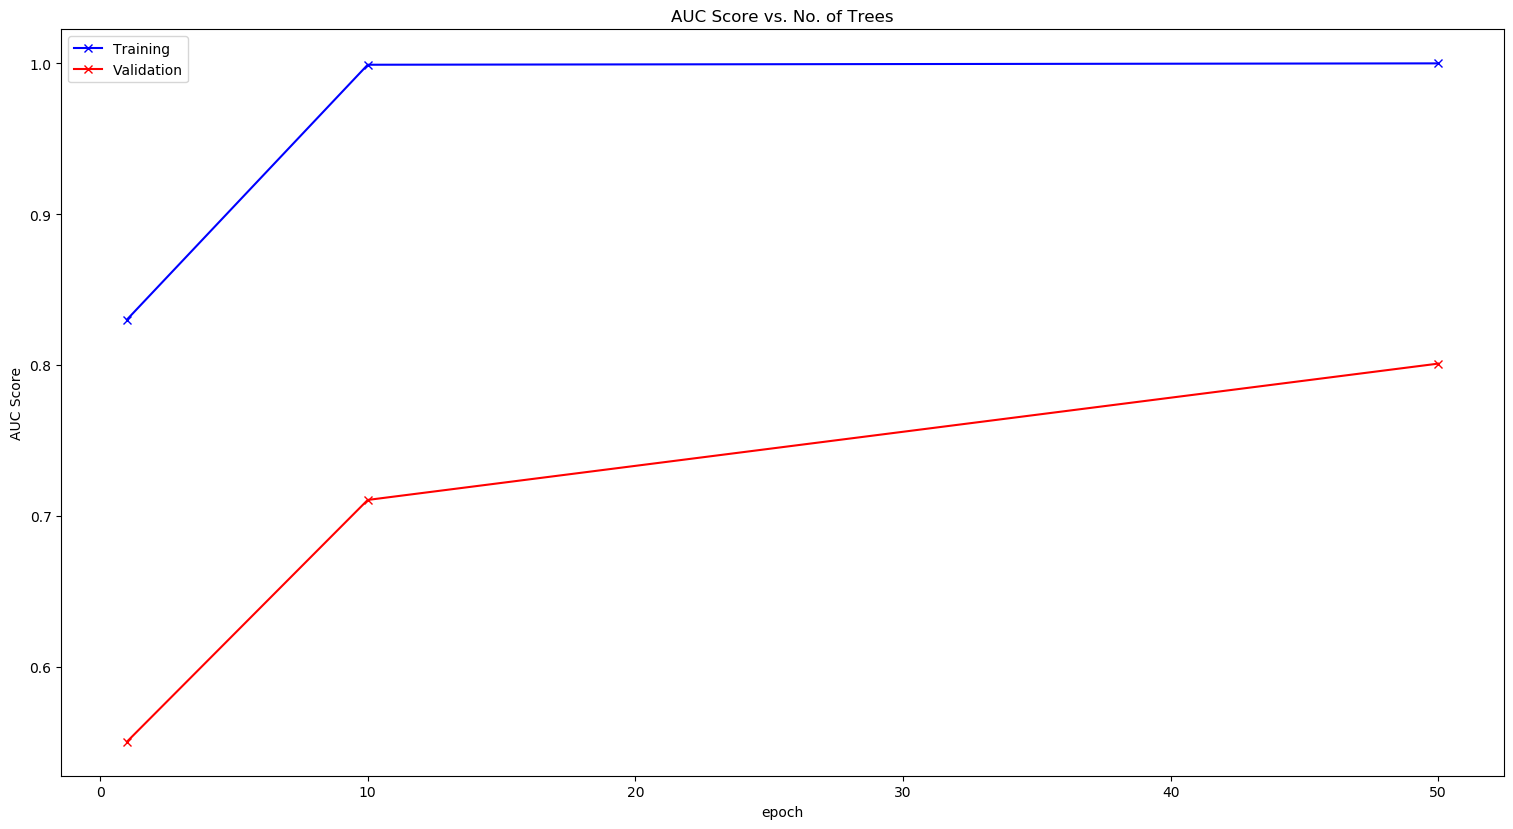 AUC Score vs. No. of Trees
Training
Validation
1.0
0.9
0.8
0.7
0.6
AUC Score
0 10 20 30 40 50
epoch